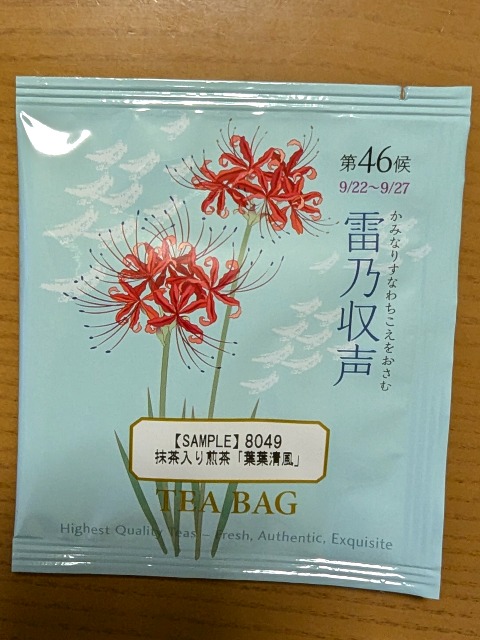 第46候
9/22～9/27
雷乃収声
かみなりすなわちこえをおさむ
【SAMPLE】8049
抹茶入り煎茶「葉葉清風」
TEA BAG
Highest Quality Teas – Fresh, Authentic, Exquisite